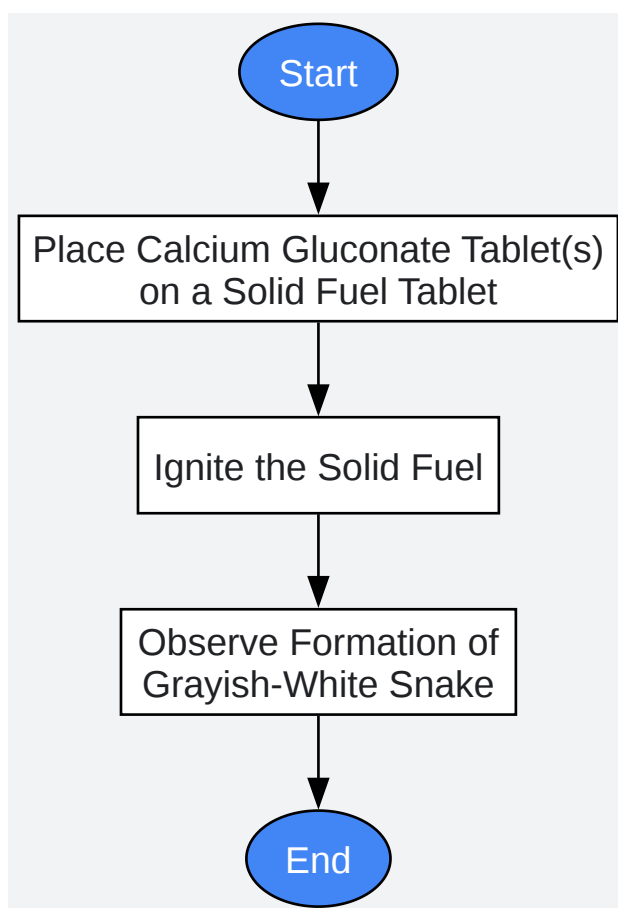 Start
Place Calcium Gluconate Tablet(s)
on a Solid Fuel Tablet
Ignite the Solid Fuel
Observe Formation of
Grayish-White Snake
End